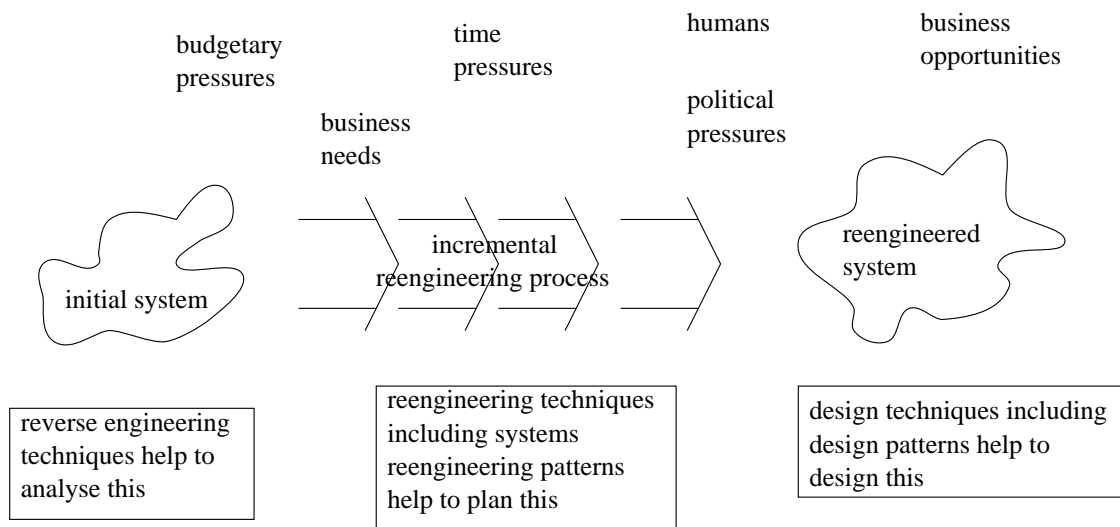 budgetary
pressures
time
pressures
humans
business
opportunities
business
needs
political
pressures
initial system
incremental
reengineering process
reengineered
system
reverse engineering
techniques help to
analyse this
reengineering techniques
including systems
reengineering patterns
help to plan this
design techniques including
design patterns help to
design this